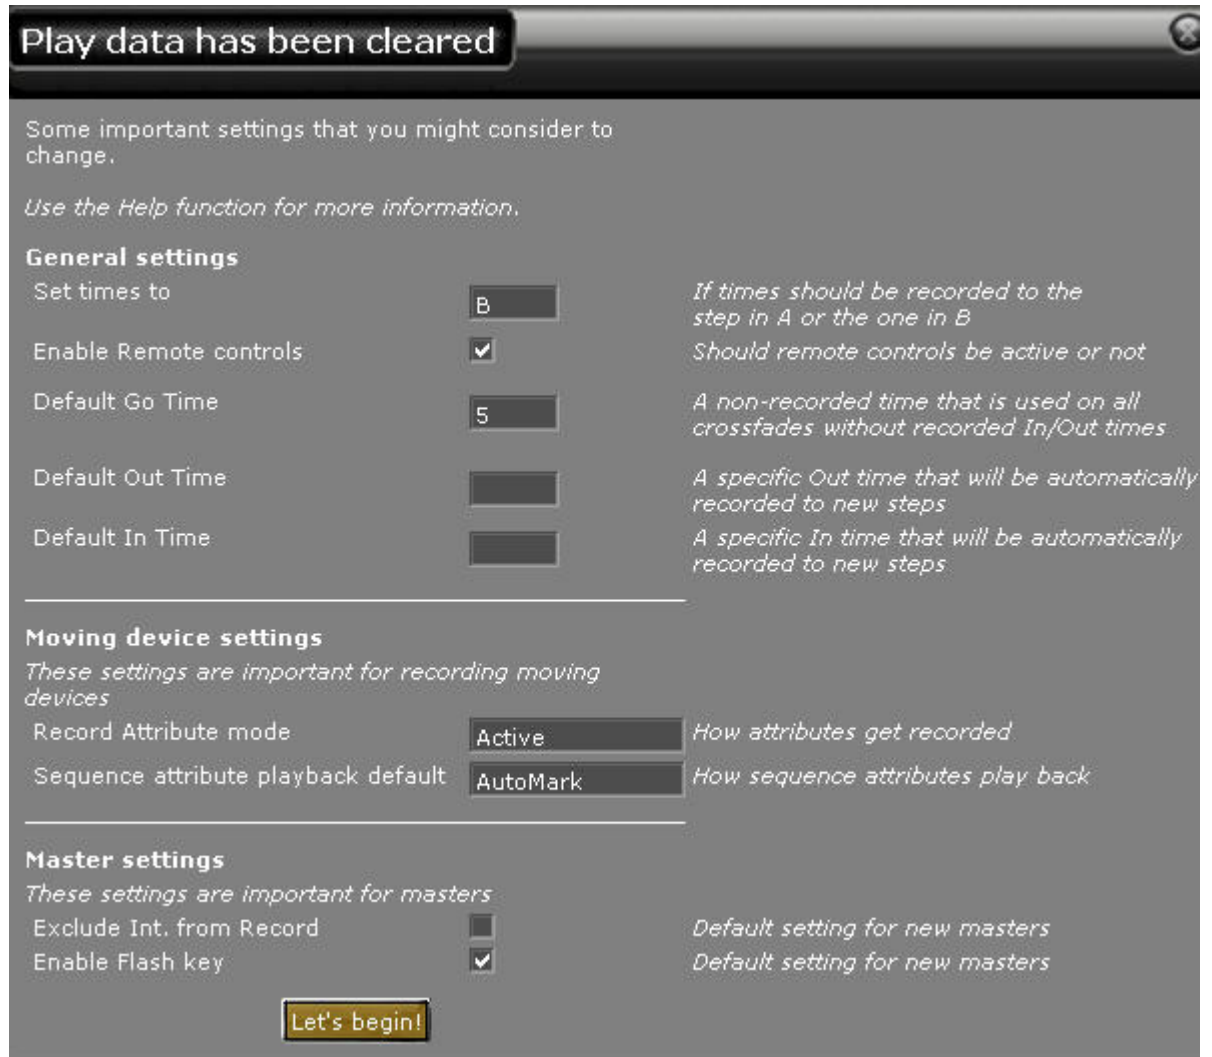 Play data has been cleared
Some important settings that you might consider to
change.
Use the Help function for more information.
General settings
Set times to
B
If times should be recorded to the
step in A or the one in B
Enable Remote controls
Should remote controls be active or not
Default Go Time
5
A non-recorded time that is used on all
crossfades without recorded In/Out times
Default Out Time
A specific Out time that will be automatically
recorded to new steps
Default In Time
A specific In time that will be automatically
recorded to new steps
Moving device settings
These settings are important for recording moving
devices
Record Attribute mode
Active
How attributes get recorded
Sequence attribute playback default
AutoMark
How sequence attributes play back
Master settings
These settings are important for masters
Exclude Int. from Record
Default setting for new masters
Enable Flash key
Default setting for new masters
Let's begin!